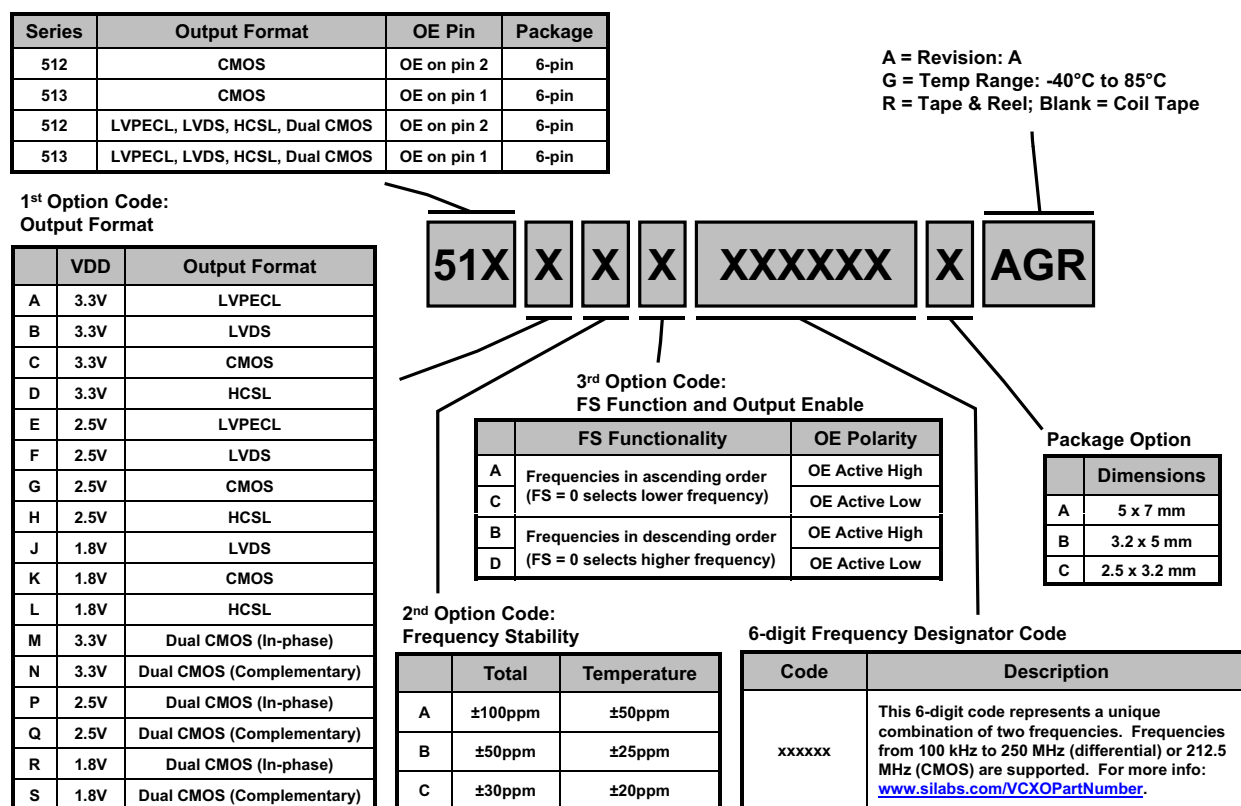 Series Output Format OE Pin Package
512 CMOS OE on pin 2 6-pin
513 CMOS OE on pin 1 6-pin
512 LVPECL, LVDS, HCSL, Dual CMOS OE on pin 2 6-pin
513 LVPECL, LVDS, HCSL, Dual CMOS OE on pin 1 6-pin
A = Revision: A
G = Temp Range: -40°C to 85°C
R = Tape & Reel; Blank = Coil Tape
51X X X X XXXXXX X AGR
1st Option Code:
Output Format
VDD Output Format
A 3.3V LVPECL
B 3.3V LVDS
C 3.3V CMOS
D 3.3V HCSL
E 2.5V LVPECL
F 2.5V LVDS
G 2.5V CMOS
H 2.5V HCSL
J 1.8V LVDS
K 1.8V CMOS
L 1.8V HCSL
M 3.3V Dual CMOS (In-phase)
N 3.3V Dual CMOS (Complementary)
P 2.5V Dual CMOS (In-phase)
Q 2.5V Dual CMOS (Complementary)
R 1.8V Dual CMOS (In-phase)
S 1.8V Dual CMOS (Complementary)
3rd Option Code:
FS Function and Output Enable
FS Functionality OE Polarity
A Frequencies in ascending order OE Active High
C (FS = 0 selects lower frequency) OE Active Low
B Frequencies in descending order OE Active High
D (FS = 0 selects higher frequency) OE Active Low
Package Option
Dimensions
A 5 x 7 mm
B 3.2 x 5 mm
C 2.5 x 3.2 mm
2nd Option Code:
Frequency Stability
Total Temperature
A ±100ppm ±50ppm
B ±50ppm ±25ppm
C ±30ppm ±20ppm
6-digit Frequency Designator Code
Code Description
xxxxxx
This 6-digit code represents a unique
combination of two frequencies. Frequencies
from 100 kHz to 250 MHz (differential) or 212.5
MHz (CMOS) are supported. For more info:
www.silabs.com/VCXOPartNumber.